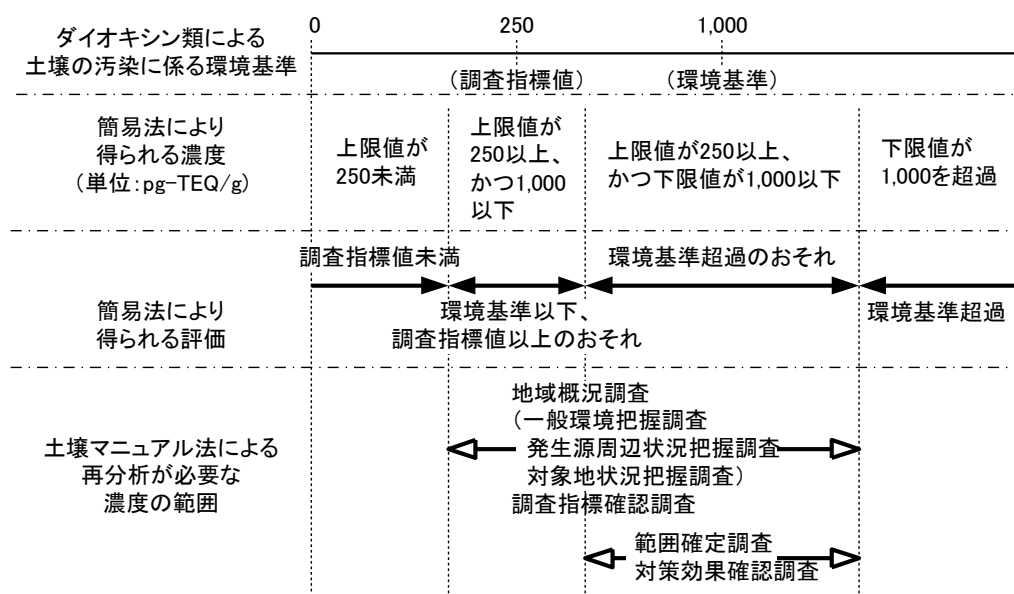 ダイオキシン類による
土壌の汚染に係る環境基準
0
250
1,000
(調査指標値)
(環境基準)
簡易法により
得られる濃度
(単位:pg-TEQ/g)
上限値が
250未満
上限値が
250以上、
かつ1,000
以下
上限値が250以上、
かつ下限値が1,000以下
下限値が
1,000を超過
簡易法により
得られる評価
調査指標値未満
環境基準以下、
調査指標値以上のおそれ
環境基準超過のおそれ
環境基準超過
土壌マニュアル法による
再分析が必要な
濃度の範囲
地域概況調査
(一般環境把握調査
発生源周辺状況把握調査
対象地状況把握調査)
調査指標確認調査
範囲確定調査
対策効果確認調査